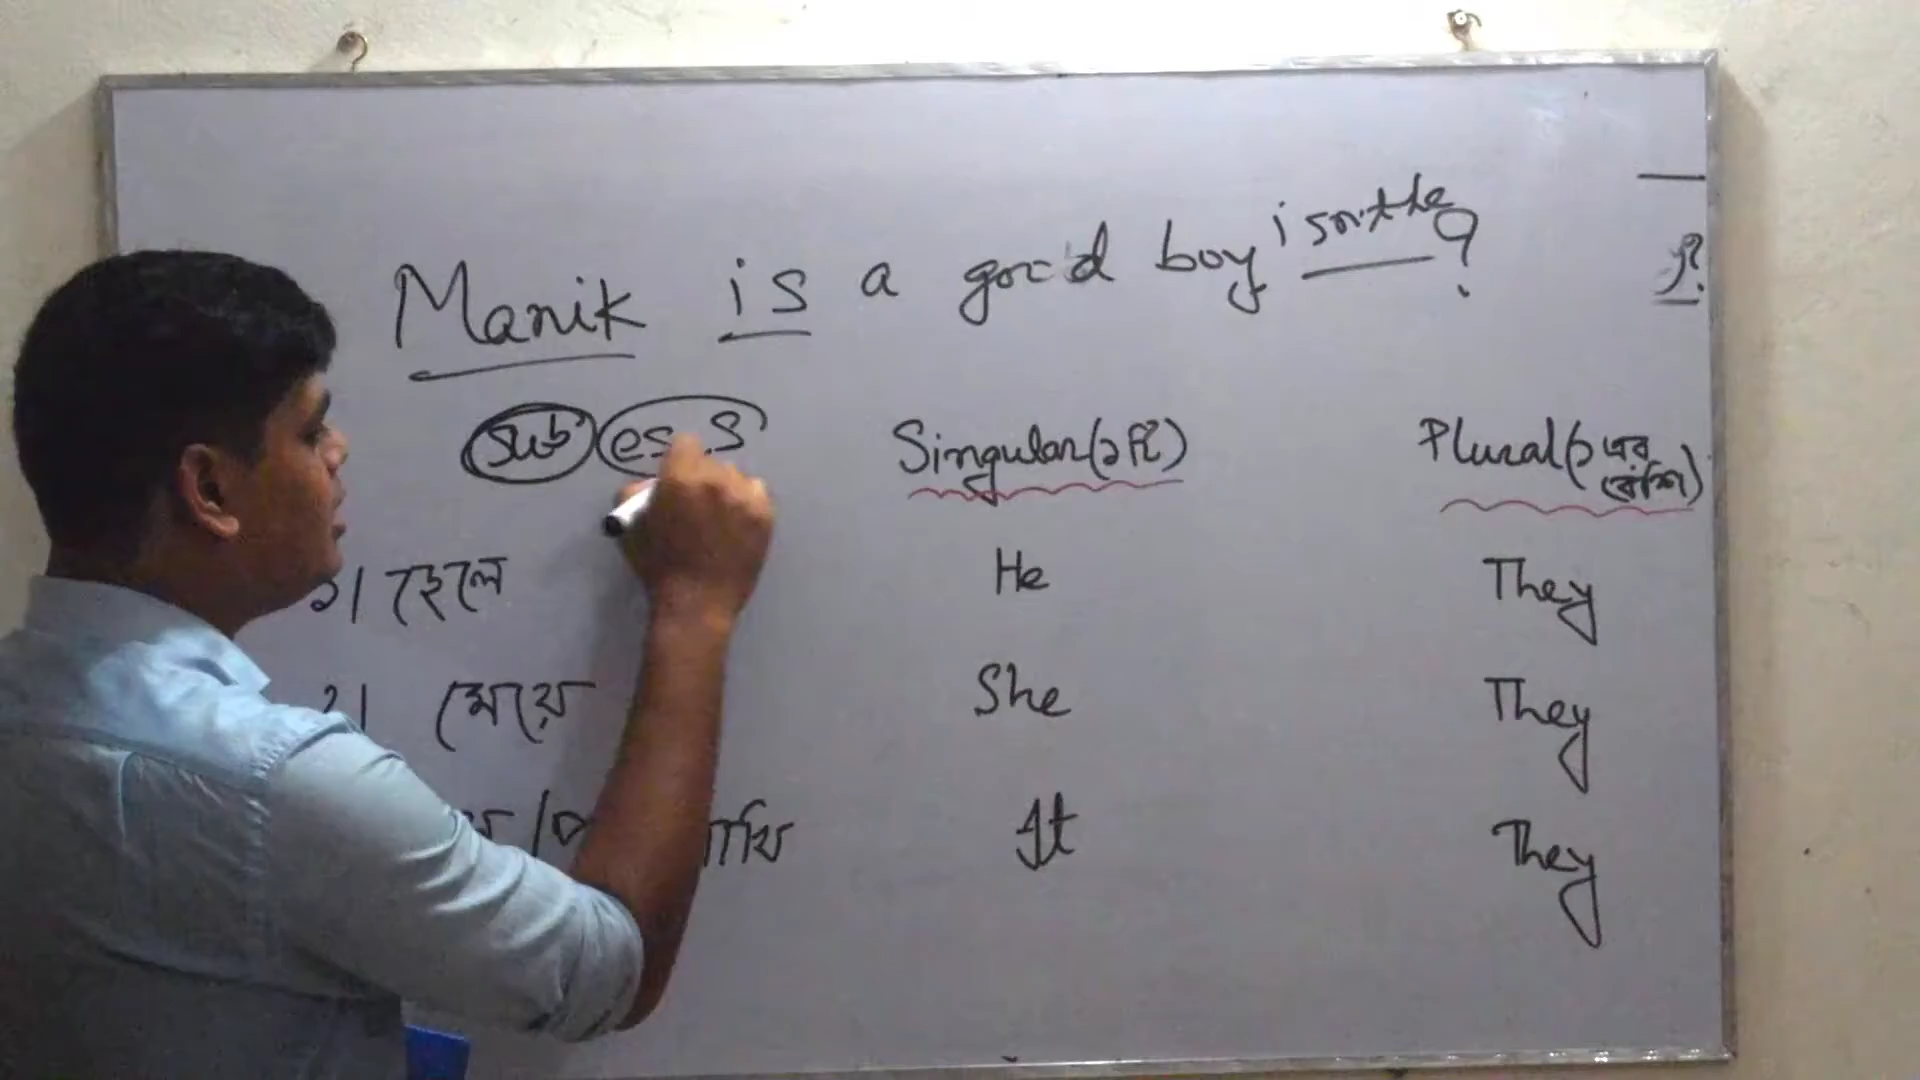 Manik is a good boy isn't he?
y?
sub es s Singular(১টি) Plural(১ এর বেশি)
১। ছেলে He They
২। মেয়ে She They
It They